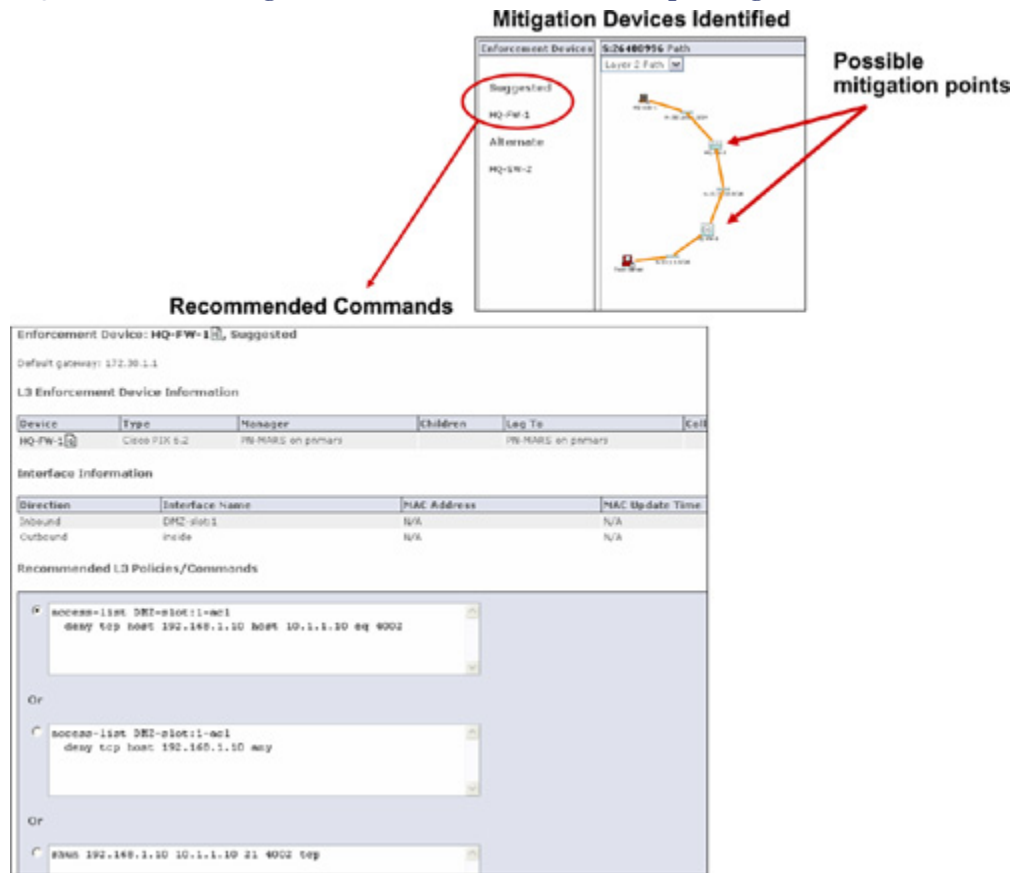 Mitigation Devices Identified
Enforcement Devices
S:26480996 Path
Layer 2 Path
Suggested
HQ-FW-1
Alternate
HQ-SW-2
Possible
mitigation points
Recommended Commands
Enforcement Device: HQ-FW-1, Suggested
Default gateway: 172.30.1.1
L3 Enforcement Device Information
Device Type Manager Children Log To
HQ-FW-1 Cisco PIX 6.2 PN-MARS on pnmars PN-MARS on pnmars
Interface Information
Direction Interface Name MAC Address MAC Update Time
Inbound DMZ-slot:1 N/A N/A
Outbound inside N/A N/A
Recommended L3 Policies/Commands
access-list DMZ-slot:1-acl
deny tcp host 192.168.1.10 host 10.1.1.10 eq 4002
Or
access-list DMZ-slot:1-acl
deny tcp host 192.168.1.10 any
Or
shun 192.168.1.10 10.1.1.10 21 4002 tcp